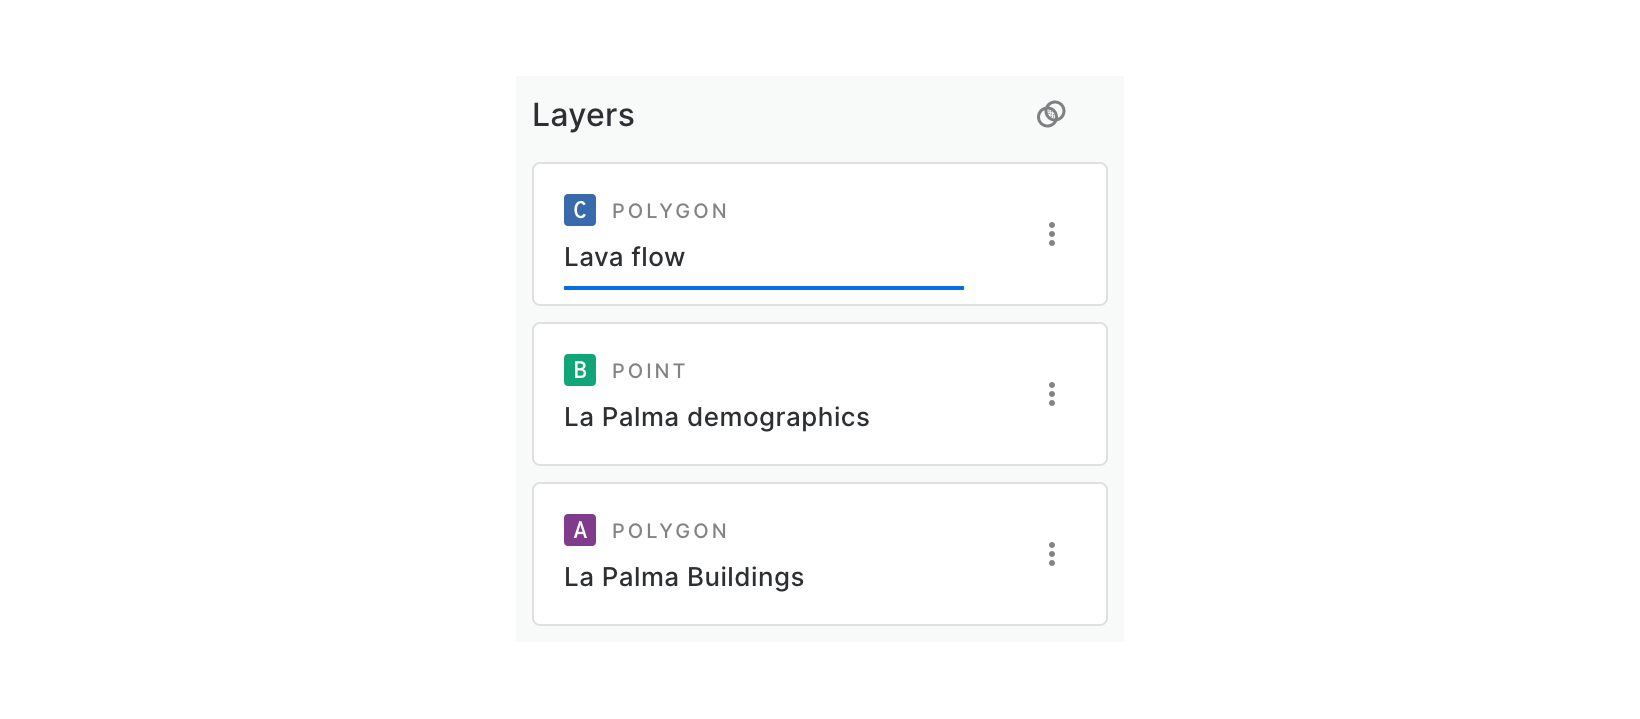 Layers
C POLYGON
Lava flow
B POINT
La Palma demographics
A POLYGON
La Palma Buildings